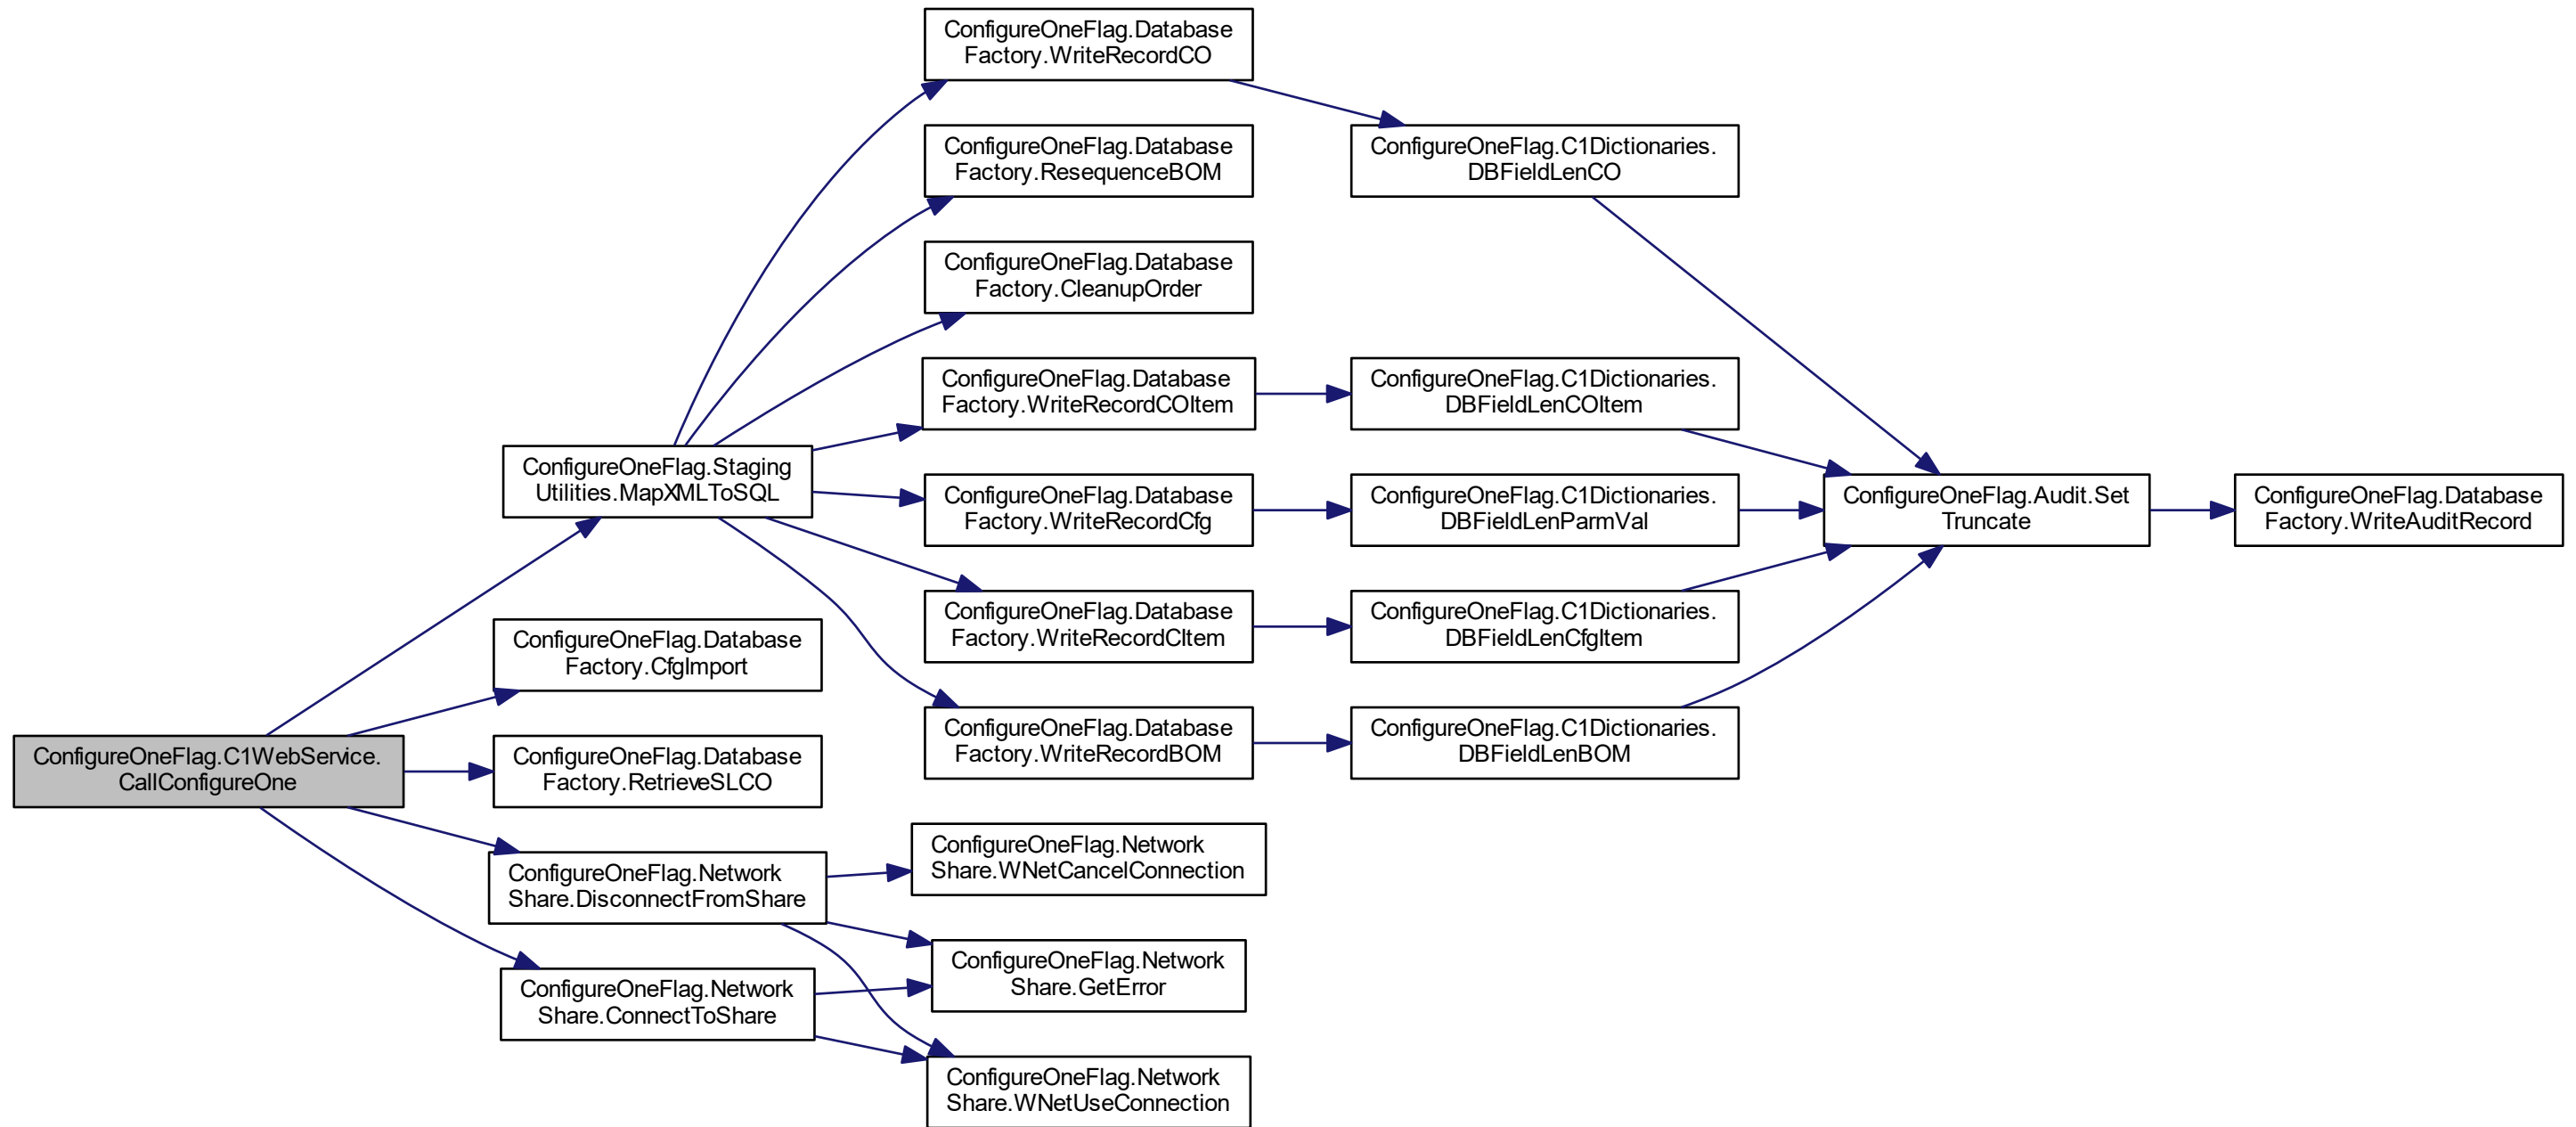 ConfigureOneFlag.Database
Factory.WriteRecordCO
ConfigureOneFlag.Database
Factory.ResequenceBOM
ConfigureOneFlag.C1Dictionaries.
DBFieldLenCO
ConfigureOneFlag.Database
Factory.CleanupOrder
ConfigureOneFlag.Database
Factory.WriteRecordCOItem
ConfigureOneFlag.C1Dictionaries.
DBFieldLenCOItem
ConfigureOneFlag.Staging
Utilities.MapXMLToSQL
ConfigureOneFlag.Database
Factory.WriteRecordCfg
ConfigureOneFlag.C1Dictionaries.
DBFieldLenParmVal
ConfigureOneFlag.Audit.Set
Truncate
ConfigureOneFlag.Database
Factory.WriteAuditRecord
ConfigureOneFlag.Database
Factory.WriteRecordCItem
ConfigureOneFlag.C1Dictionaries.
DBFieldLenCfgItem
ConfigureOneFlag.Database
Factory.CfgImport
ConfigureOneFlag.Database
Factory.WriteRecordBOM
ConfigureOneFlag.C1Dictionaries.
DBFieldLenBOM
ConfigureOneFlag.C1WebService.
CallConfigureOne
ConfigureOneFlag.Database
Factory.RetrieveSLCO
ConfigureOneFlag.Network
Share.WNetCancelConnection
ConfigureOneFlag.Network
Share.DisconnectFromShare
ConfigureOneFlag.Network
Share.GetError
ConfigureOneFlag.Network
Share.ConnectToShare
ConfigureOneFlag.Network
Share.WNetUseConnection